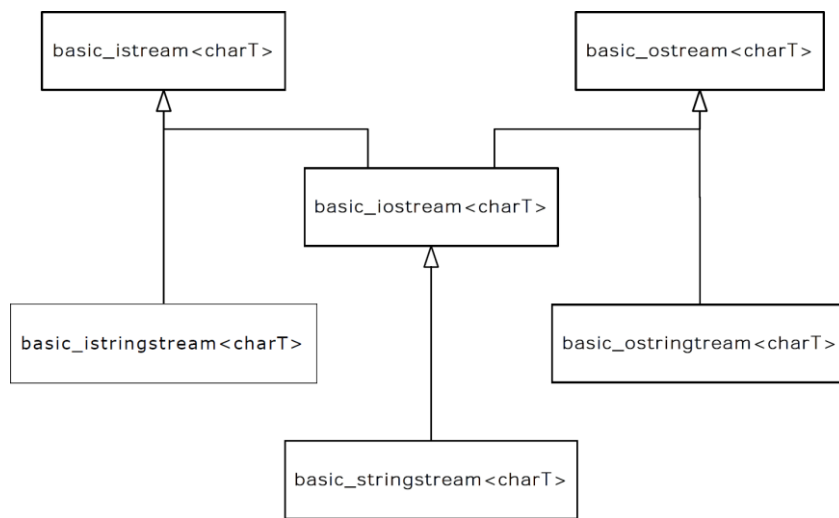 basic_istream<charT>
basic_ostream<charT>
basic_iostream<charT>
basic_istringstream<charT>
basic_ostringtream<charT>
basic_stringstream<charT>